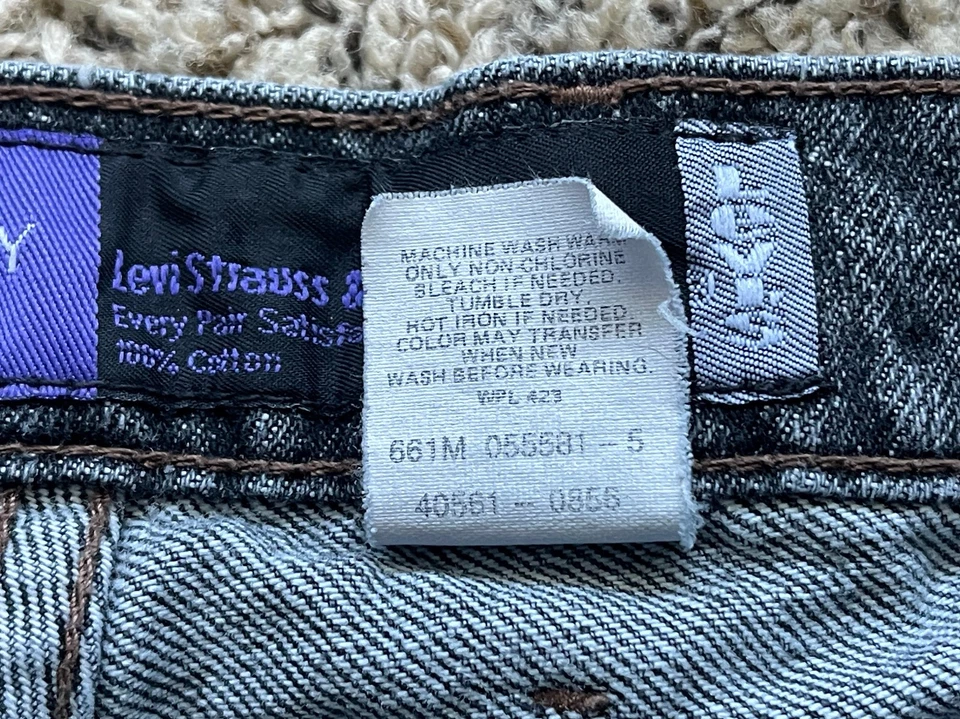 Y
Levi Strauss &
Every Pair Satisfa
100% Cotton
MACHINE WASH WARM
ONLY NON-CHLORINE
BLEACH IF NEEDED.
TUMBLE DRY.
HOT IRON IF NEEDED.
COLOR MAY TRANSFER
WHEN NEW
WASH BEFORE WEARING.
WPL 423
661M 055581 - 5
40561 - 0856